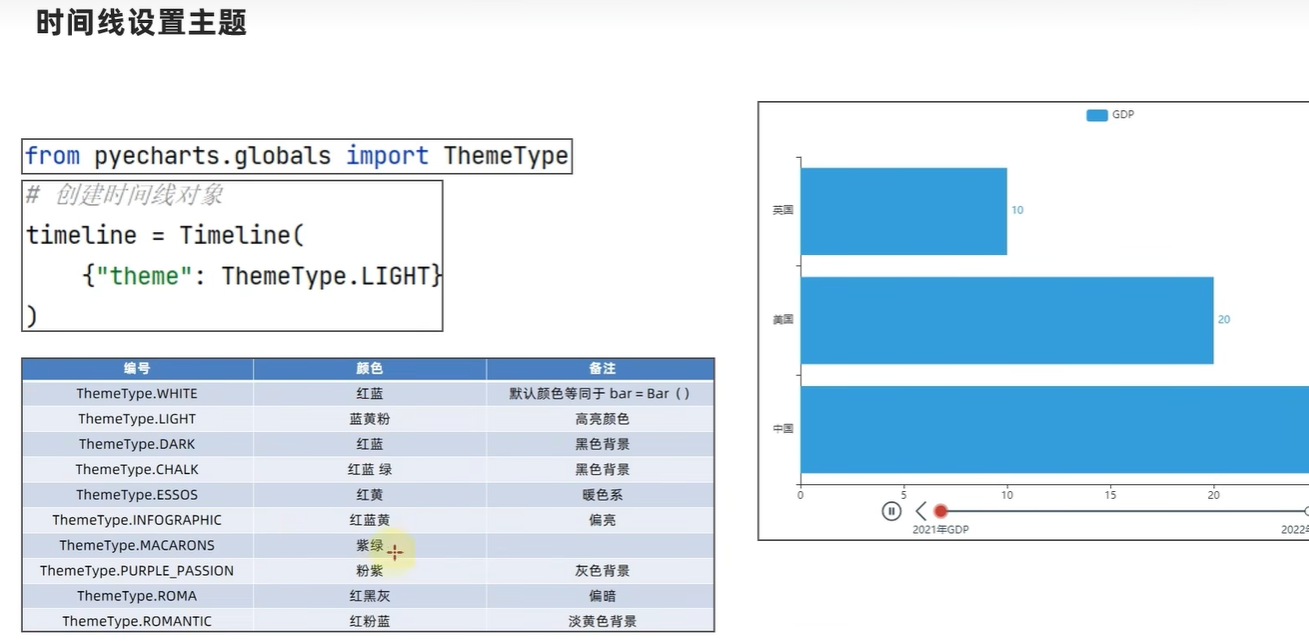 时间线设置主题
from pyecharts.globals import ThemeType
# 创建时间线对象
timeline = Timeline(
{"theme": ThemeType.LIGHT}
)
编号 颜色 备注
ThemeType.WHITE 红蓝 默认颜色等同于 bar = Bar（）
ThemeType.LIGHT 蓝黄粉 高亮颜色
ThemeType.DARK 红蓝 黑色背景
ThemeType.CHALK 红蓝 绿 黑色背景
ThemeType.ESSOS 红黄 暖色系
ThemeType.INFOGRAPHIC 红蓝黄 偏亮
ThemeType.MACARONS 紫绿
ThemeType.PURPLE_PASSION 粉紫 灰色背景
ThemeType.ROMA 红黑灰 偏暗
ThemeType.ROMANTIC 红粉蓝 淡黄色背景
GDP
英国 10
美国 20
中国
0 5 10 15 20
2021年GDP 2022年